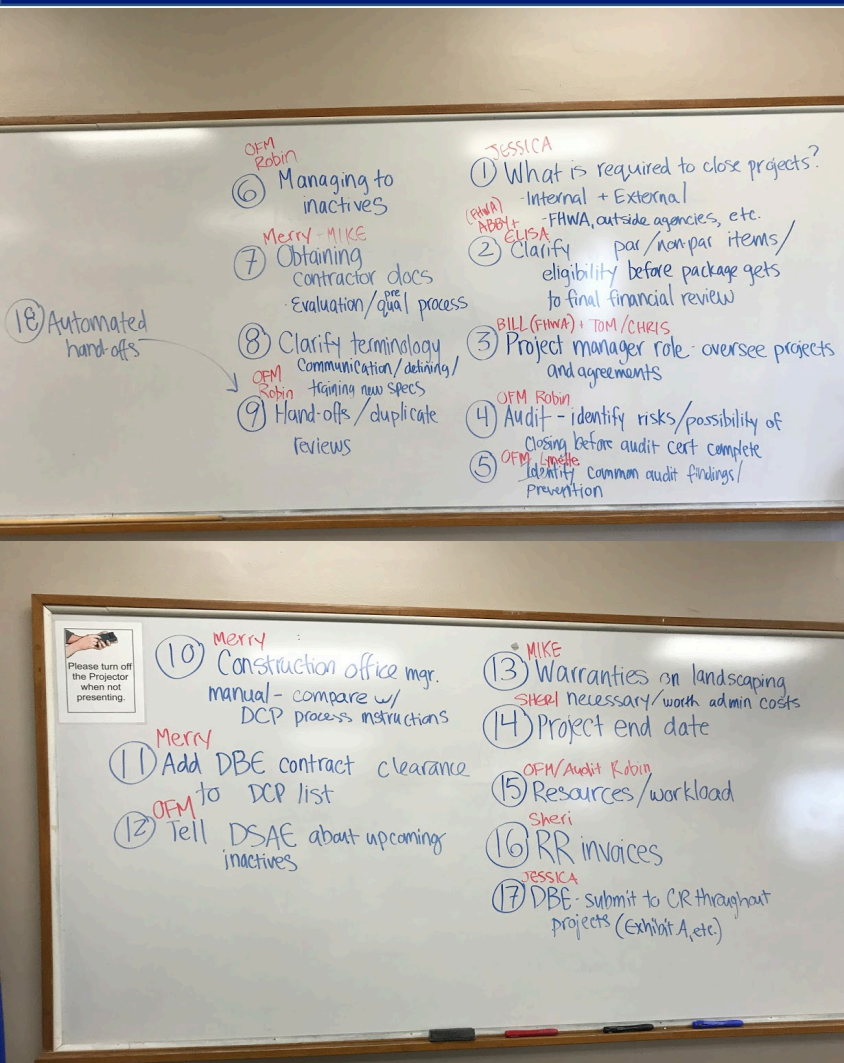 JESSICA
① What is required to close projects?
- Internal + External
- FHWA, outside agencies, etc.
(FHWA)
ABBY +
ELISA
② Clarify par/non-par items/
eligibility before package gets
to final financial review
BILL (FHWA) + TOM/CHRIS
③ Project manager role - oversee projects
and agreements
OFM Robin
④ Audit - identify risks/possibility of
closing before audit cert complete
OFM Lynette
⑤ Identify common audit findings/
prevention
OFM
Robin
⑥ Managing to
inactives
Merry - MIKE
⑦ Obtaining
contractor docs
- Evaluation/pre qual process
⑧ Clarify terminology
Communication/defining/
training new specs
OFM
Robin
⑨ Hand-offs/duplicate
reviews
⑱ Automated
hand-offs
Please turn off
the Projector
when not
presenting.
Merry
⑩ Construction office mgr.
manual - compare w/
DCP process instructions
Merry
⑪ Add DBE contract clearance
to DCP list
OFM
⑫ Tell DSAE about upcoming
inactives
MIKE
⑬ Warranties on landscaping
necessary/worth admin costs
SHERI
⑭ Project end date
OFM/Audit Robin
⑮ Resources/workload
Sheri
⑯ RR invoices
JESSICA
⑰ DBE - submit to CR throughout
projects (Exhibit A, etc.)